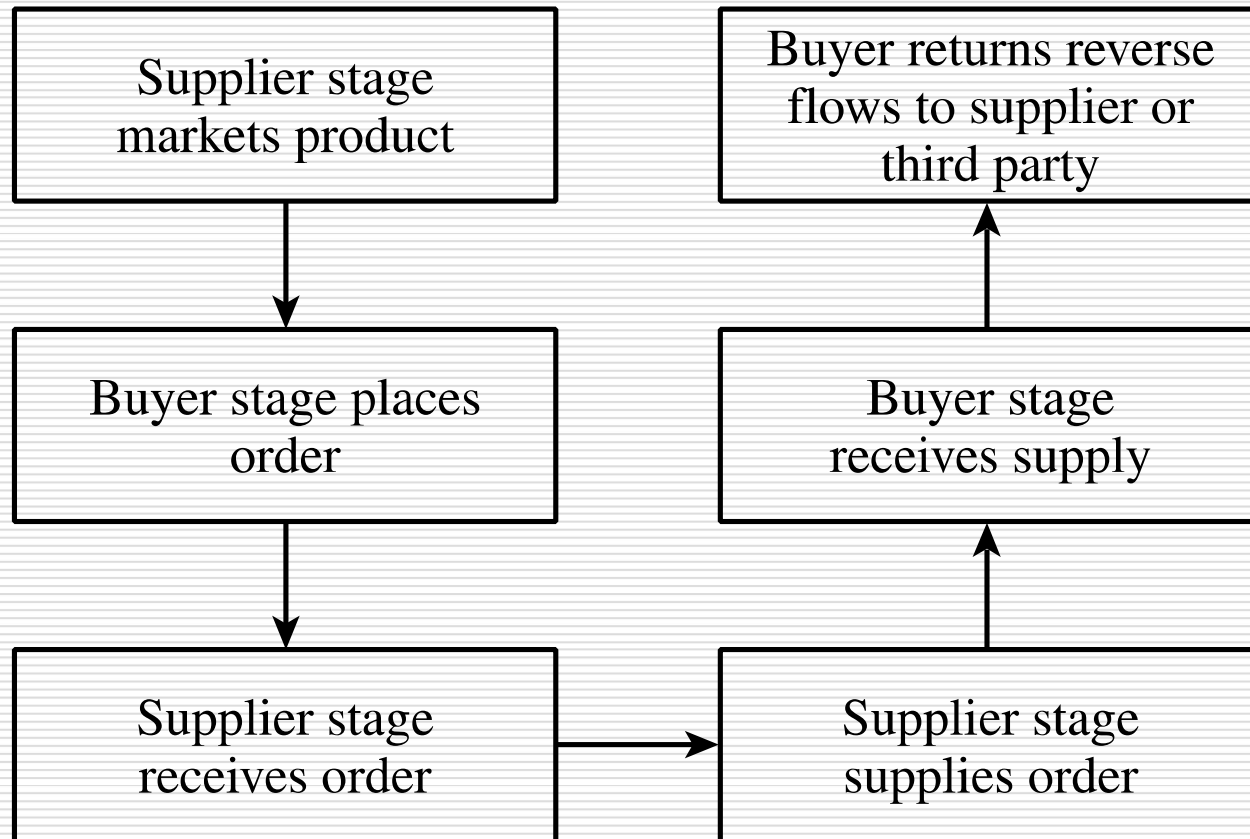 Supplier stage
markets product
Buyer stage places
order
Supplier stage
receives order
Supplier stage
supplies order
Buyer stage
receives supply
Buyer returns reverse
flows to supplier or
third party